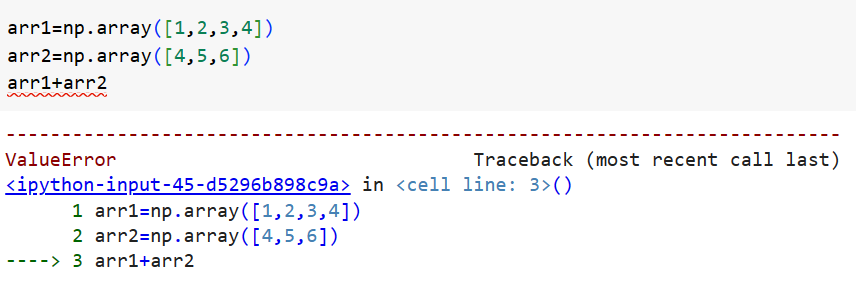 arr1=np.array([1,2,3,4])
arr2=np.array([4,5,6])
arr1+arr2
---------------------------------------------------------------------------
ValueError                                Traceback (most recent call last)
<ipython-input-45-d5296b898c9a> in <cell line: 3>()
      1 arr1=np.array([1,2,3,4])
      2 arr2=np.array([4,5,6])
----> 3 arr1+arr2